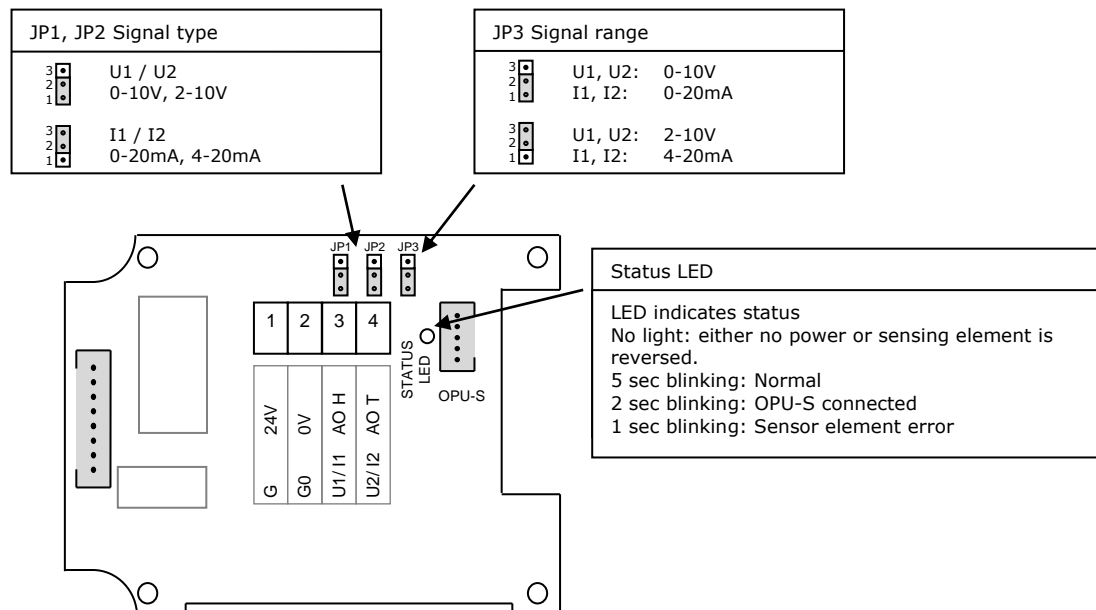 JP1, JP2 Signal type
3
2
1
U1 / U2
0-10V, 2-10V
3
2
1
I1 / I2
0-20mA, 4-20mA
JP3 Signal range
3
2
1
U1, U2: 0-10V
I1, I2: 0-20mA
3
2
1
U1, U2: 2-10V
I1, I2: 4-20mA
JP1 JP2 JP3
1 2 3 4
STATUS
LED
OPU-S
G 24V
G0 0V
U1/ I1 AO H
U2/ I2 AO T
Status LED
LED indicates status
No light: either no power or sensing element is
reversed.
5 sec blinking: Normal
2 sec blinking: OPU-S connected
1 sec blinking: Sensor element error